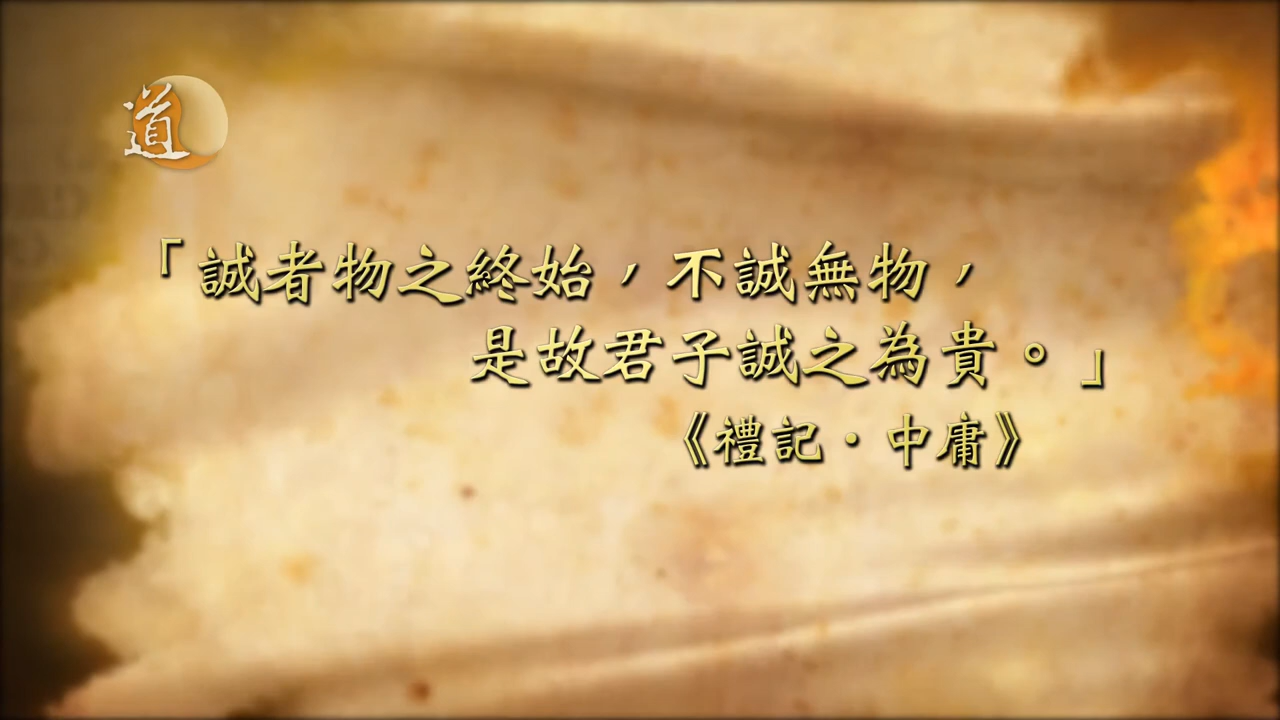 道
「誠者物之終始，不誠無物，
是故君子誠之為貴。」
《禮記·中庸》